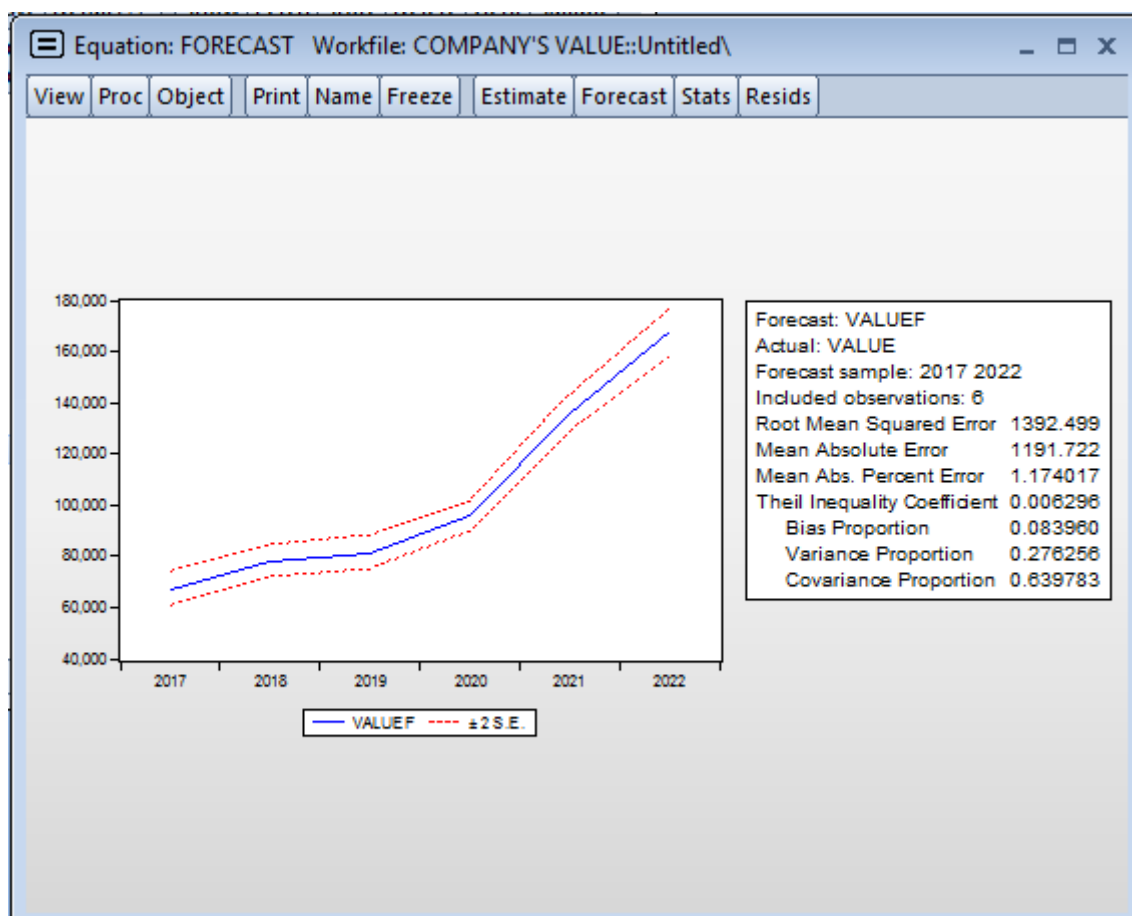 Equation: FORECAST Workfile: COMPANY'S VALUE::Untitled\
View Proc Object Print Name Freeze Estimate Forecast Stats Resids
180,000
160,000
140,000
120,000
100,000
80,000
60,000
40,000
2017 2018 2019 2020 2021 2022
VALUEF ±2 S.E.
Forecast: VALUEF
Actual: VALUE
Forecast sample: 2017 2022
Included observations: 6
Root Mean Squared Error 1392.499
Mean Absolute Error 1191.722
Mean Abs. Percent Error 1.174017
Theil Inequality Coefficient 0.006296
Bias Proportion 0.083960
Variance Proportion 0.276256
Covariance Proportion 0.639783